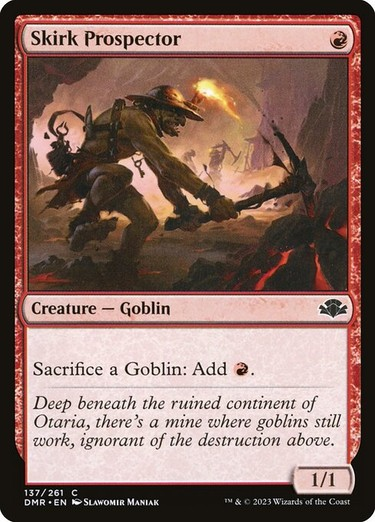 Skirk Prospector
Creature — Goblin
Sacrifice a Goblin: Add .
Deep beneath the ruined continent of
Otaria, there's a mine where goblins still
work, ignorant of the destruction above.
1/1
137/261 C
DMR • EN Slawomir Maniak
™ & © 2023 Wizards of the Coast